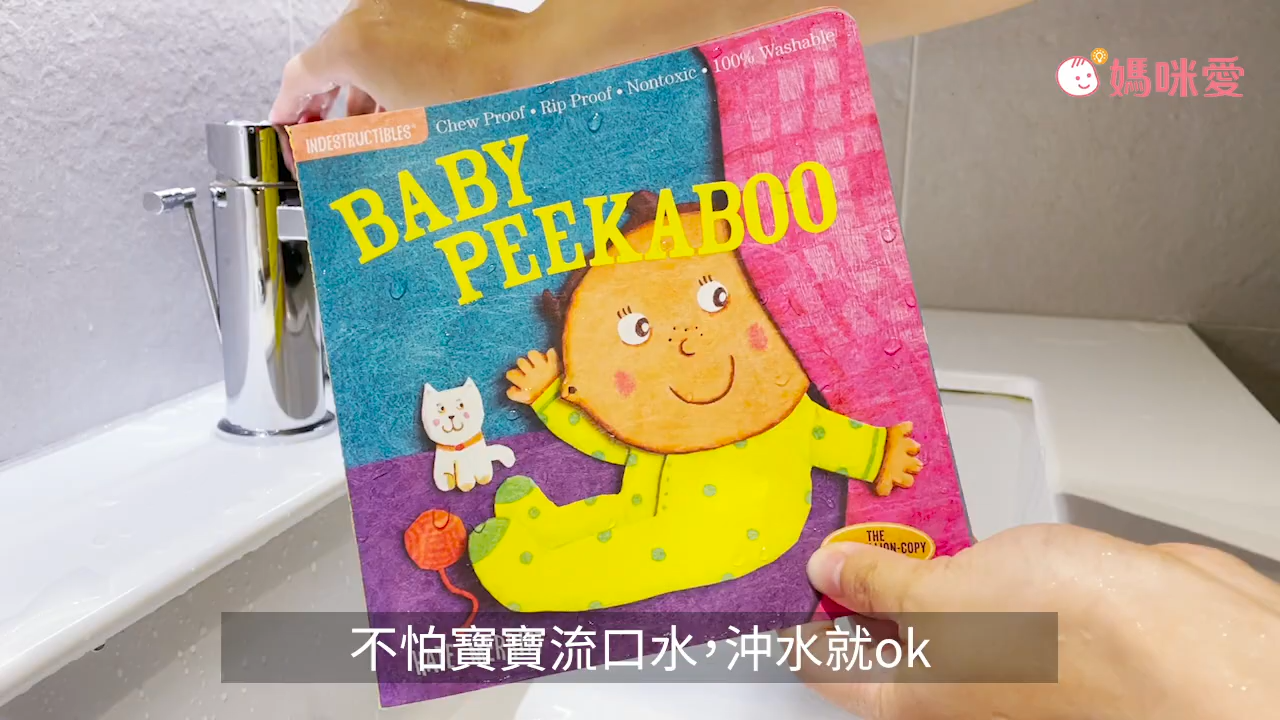 媽咪愛
INDESTRUCTIBLES
Chew Proof • Rip Proof • Nontoxic • 100% Washable
BABY
PEEKABOO
THE
-COPY
不怕寶寶流口水,沖水就ok